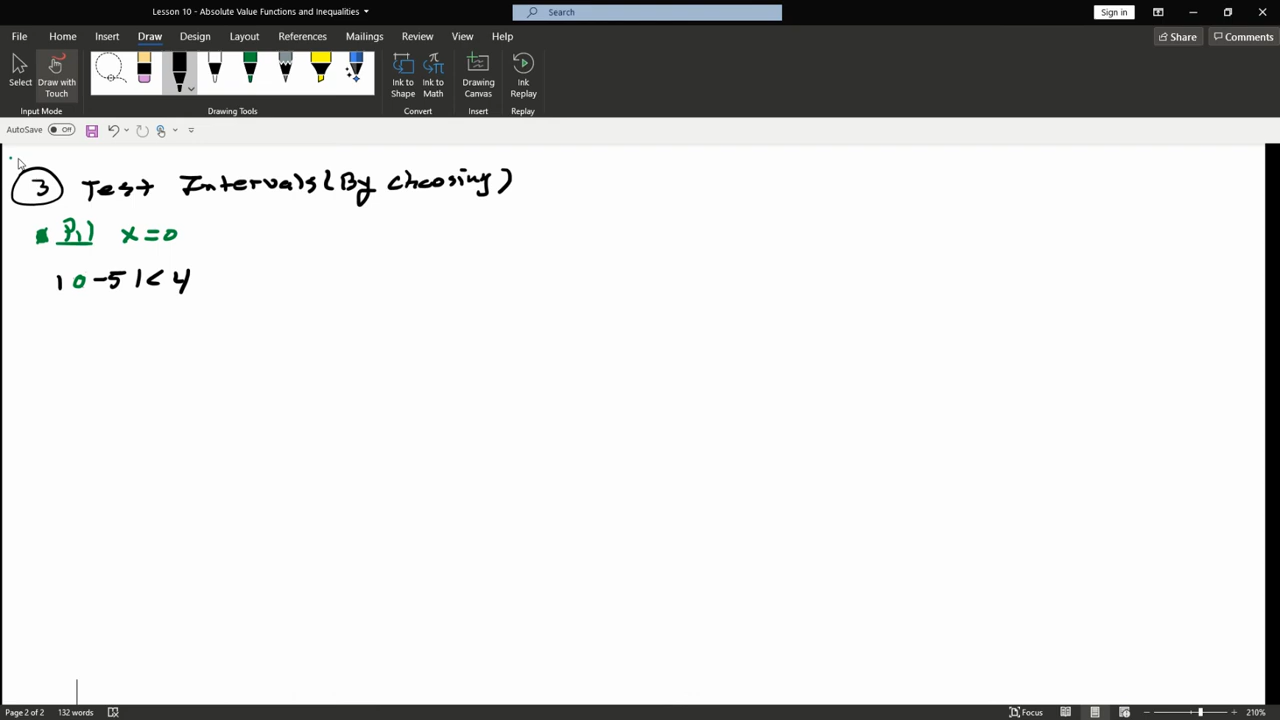 Lesson 10 - Absolute Value Functions and Inequalities
Search
Sign in
File Home Insert Draw Design Layout References Mailings Review View Help
Share Comments
Select Draw with Touch Ink to Shape Ink to Math Drawing Canvas Ink Replay
Input Mode Drawing Tools Convert Insert Replay
AutoSave Off
3 Test Intervals (By choosing)
x = 0
|0-5| < 4
Page 2 of 2 132 words Focus 210%